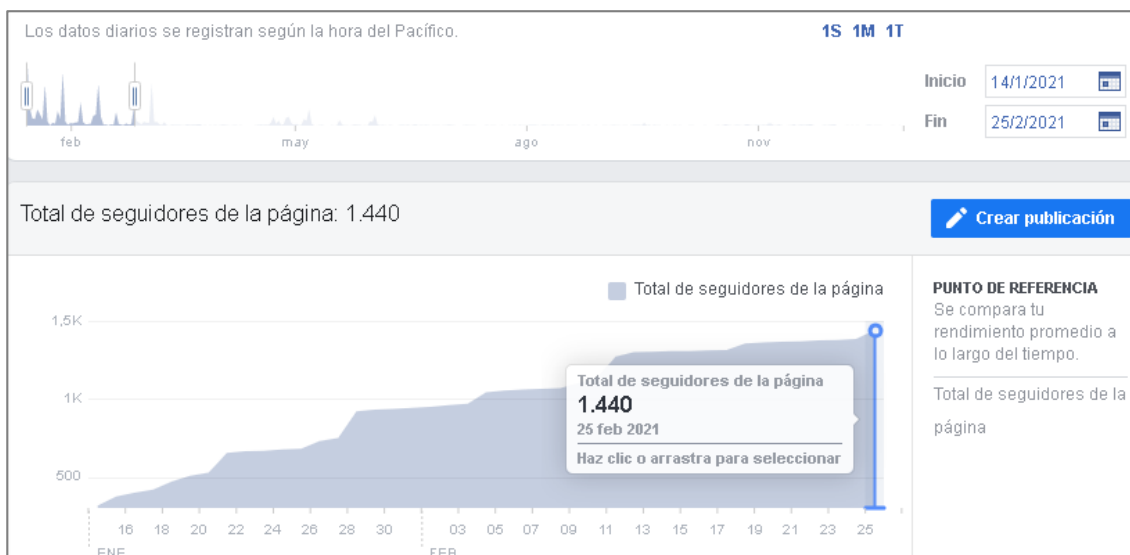 Los datos diarios se registran según la hora del Pacífico.
1S 1M 1T
Inicio 14/1/2021
Fin 25/2/2021
feb may ago nov
Total de seguidores de la página: 1.440
Crear publicación
Total de seguidores de la página
PUNTO DE REFERENCIA
Se compara tu
rendimiento promedio a
lo largo del tiempo.
Total de seguidores de la
página
1,5K
1K
500
Total de seguidores de la página
1.440
25 feb 2021
Haz clic o arrastra para seleccionar
16 18 20 22 24 26 28 30 03 05 07 09 11 13 15 17 19 21 23 25
ENE FEB